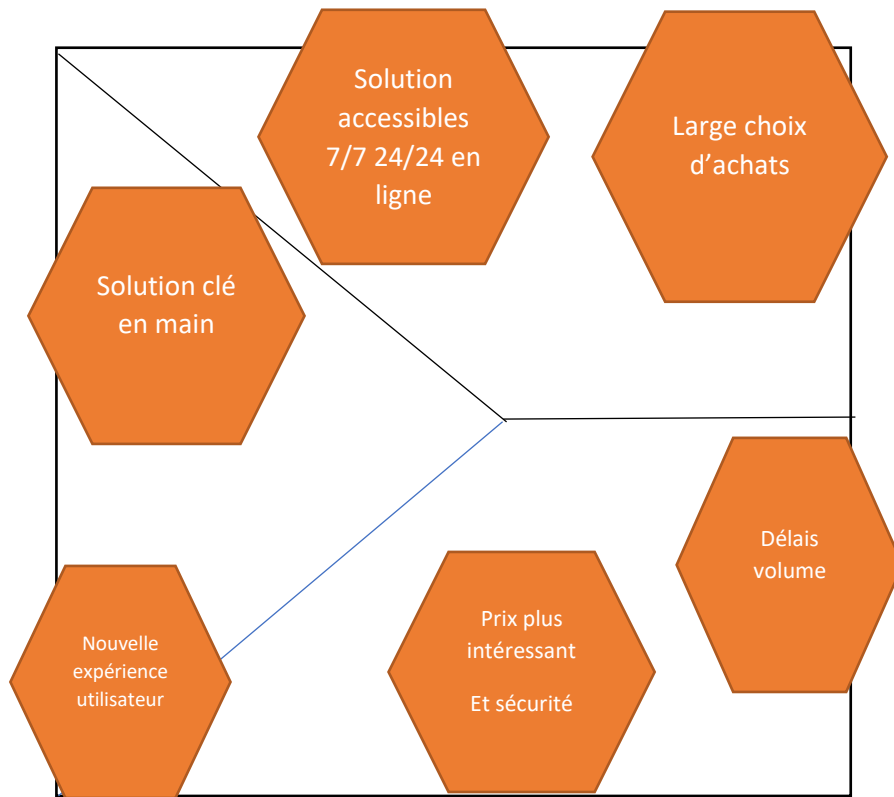 Solution
accessibles
7/7 24/24 en
ligne
Large choix
d’achats
Solution clé
en main
Délais
volume
Prix plus
intéressant
Et sécurité
Nouvelle
expérience
utilisateur